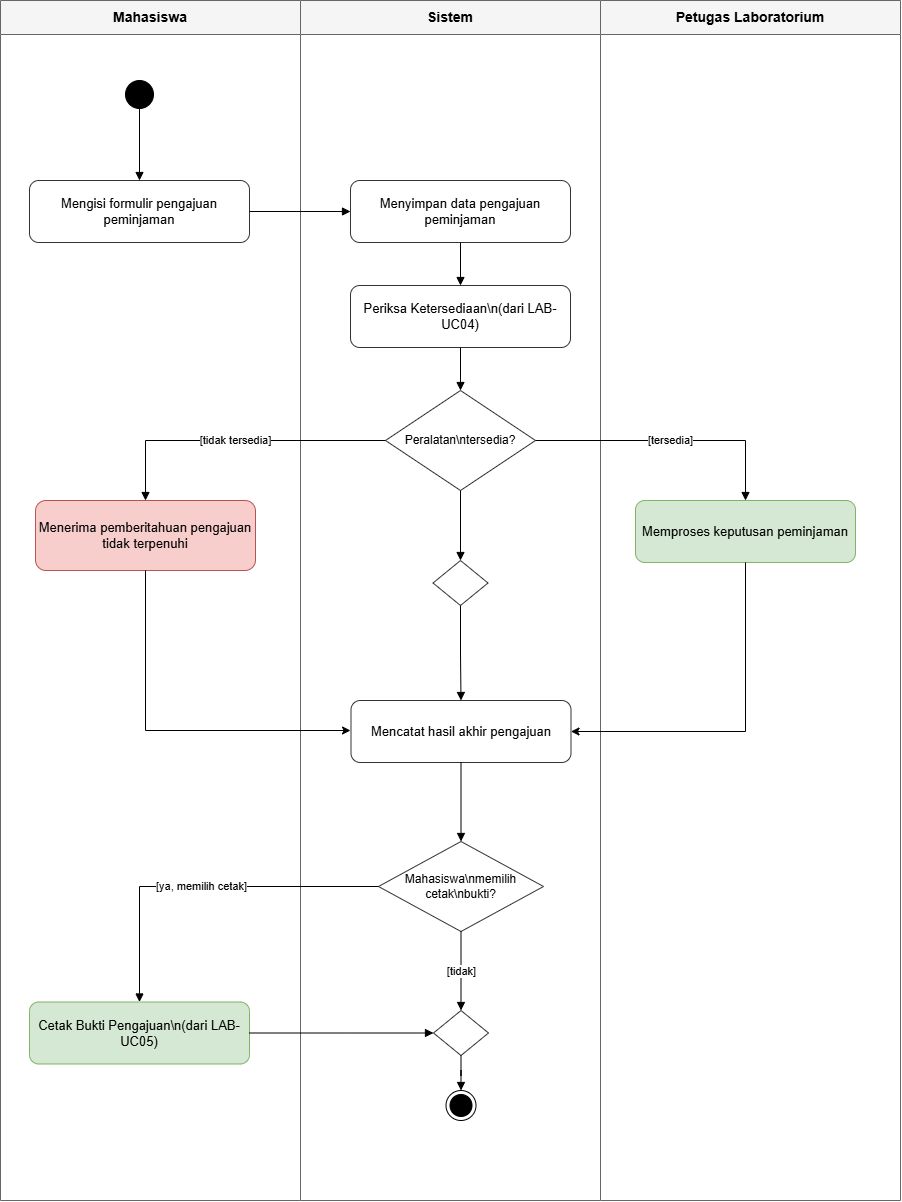 Mahasiswa
Sistem
Petugas Laboratorium
Mengisi formulir pengajuan
peminjaman
Menyimpan data pengajuan
peminjaman
Periksa Ketersediaan\n(dari LAB-
UC04)
Peralatan\ntersedia?
[tidak tersedia]
[tersedia]
Menerima pemberitahuan pengajuan
tidak terpenuhi
Memproses keputusan peminjaman
Mencatat hasil akhir pengajuan
Mahasiswa\nmemilih
cetak\nbukti?
[ya, memilih cetak]
[tidak]
Cetak Bukti Pengajuan\n(dari LAB-
UC05)